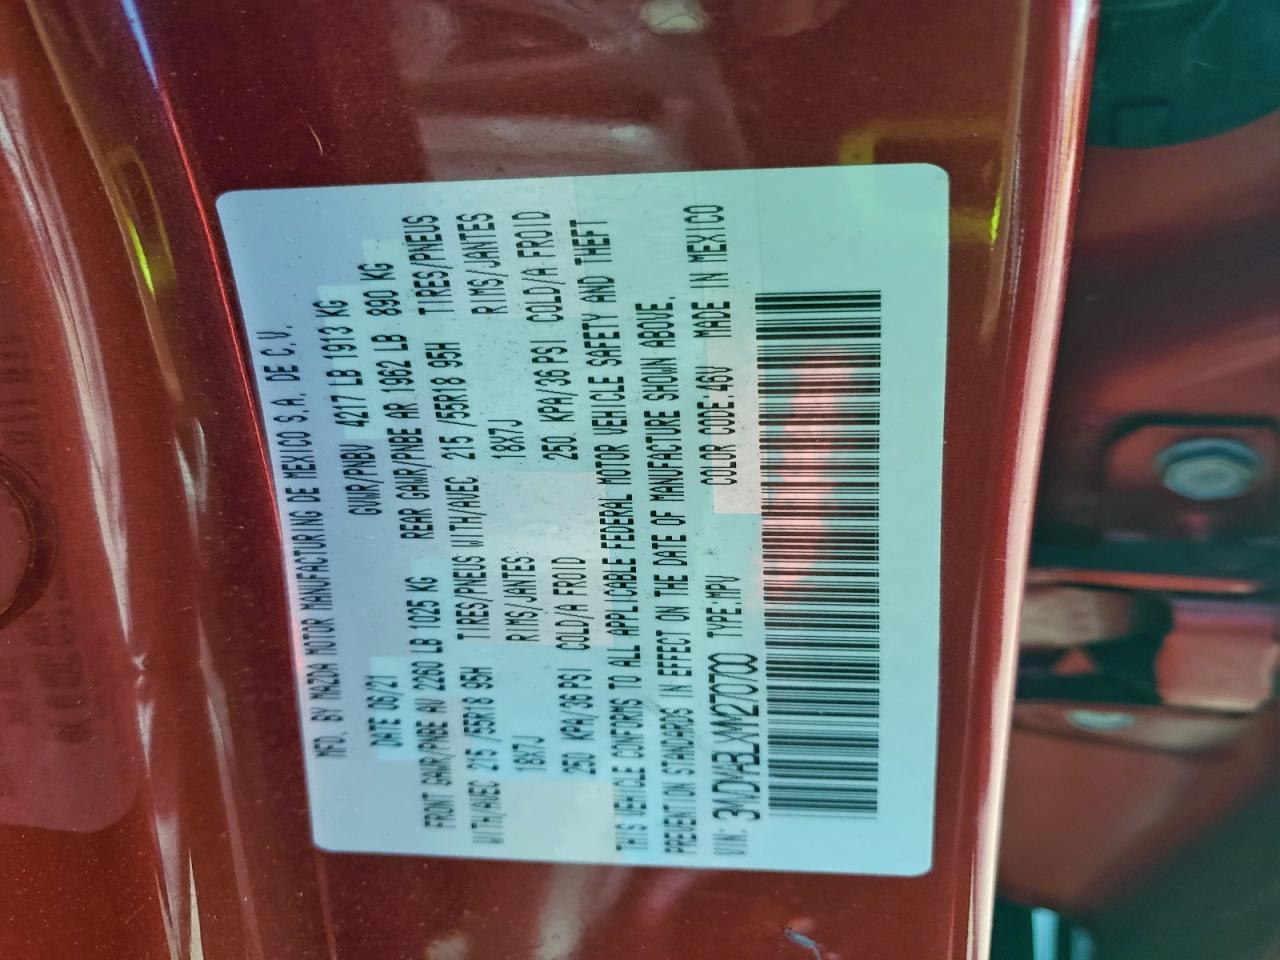 MFD. BY MAZDA MOTOR MANUFACTURING DE MEXICO S.A. DE C.V.
DATE 06/21 GVWR/PNBV 4217 LB 1913 KG
FRONT GAWR/PNBE AV 2260 LB 1025 KG REAR GAWR/PNBE AR 1962 LB 890 KG
WITH/AVEC 215 /55R18 95H TIRES/PNEUS WITH/AVEC 215 /55R18 95H TIRES/PNEUS
18X7J RIMS/JANTES 18X7J RIMS/JANTES
250 KPA/36 PSI COLD/A FROID 250 KPA/36 PSI COLD/A FROID
THIS VEHICLE CONFORMS TO ALL APPLICABLE FEDERAL MOTOR VEHICLE SAFETY AND THEFT
PREVENTION STANDARDS IN EFFECT ON THE DATE OF MANUFACTURE SHOWN ABOVE.
VIN: 3MVDMABLXMM270700 TYPE:MPV COLOR CODE:46V MADE IN MEXICO